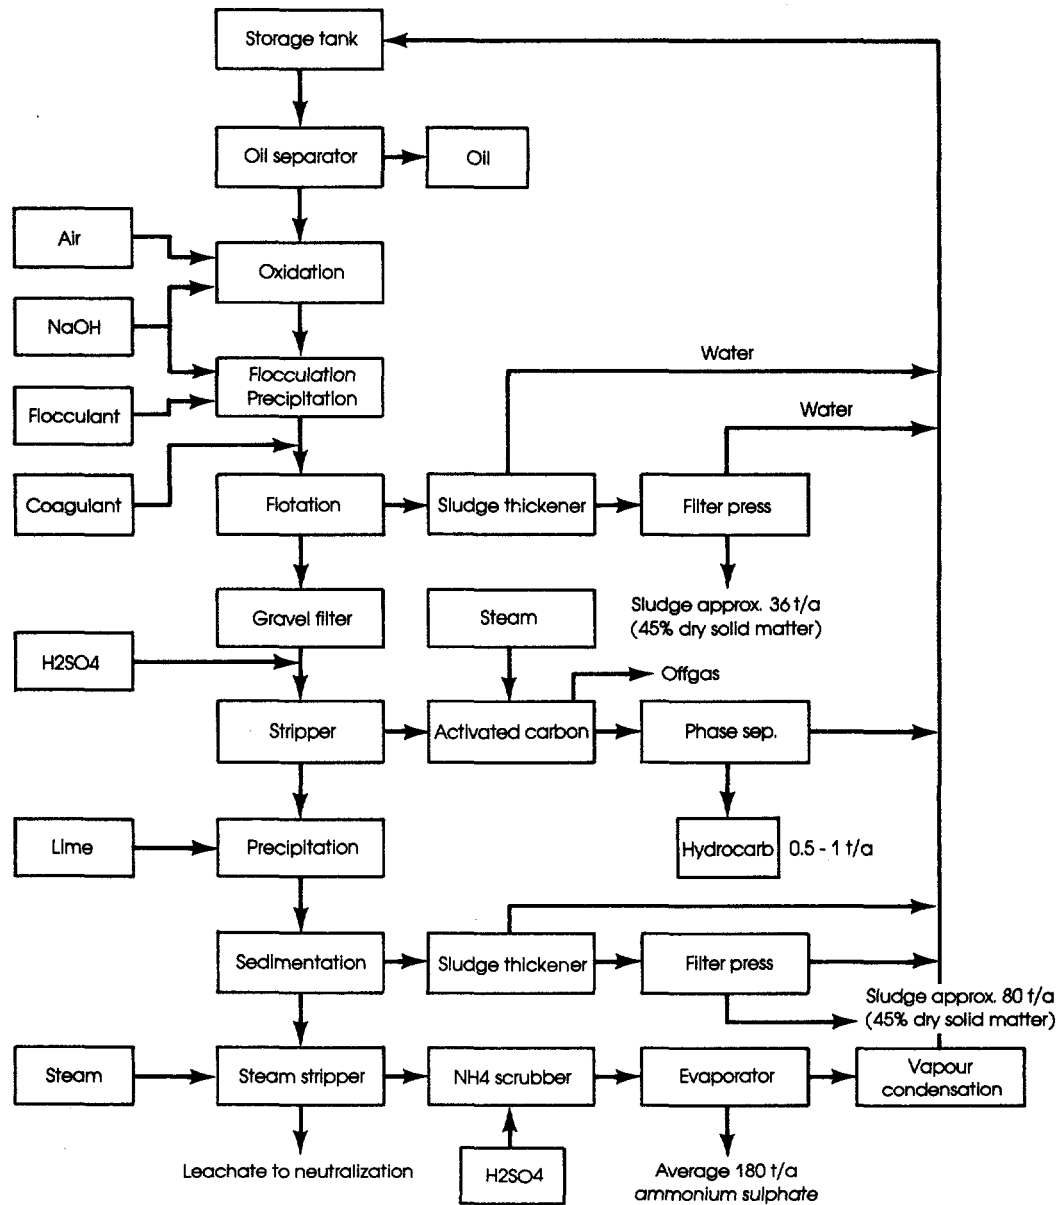 Storage tank
Oil separator
Oil
Air
Oxidation
NaOH
Water
Flocculation
Precipitation
Flocculant
Water
Coagulant
Flotation
Sludge thickener
Filter press
Sludge approx. 36 t/a
(45% dry solid matter)
Gravel filter
Steam
H2SO4
Offgas
Stripper
Activated carbon
Phase sep.
Lime
Precipitation
Hydrocarb
0.5 - 1 t/a
Sedimentation
Sludge thickener
Filter press
Sludge approx. 80 t/a
(45% dry solid matter)
Steam
Steam stripper
NH4 scrubber
Evaporator
Vapour
condensation
Leachate to neutralization
H2SO4
Average 180 t/a
ammonium sulphate